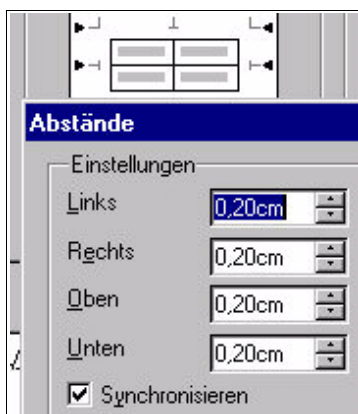 Abstände
Einstellungen
Links 0,20cm
Rechts 0,20cm
Oben 0,20cm
Unten 0,20cm
Synchronisieren